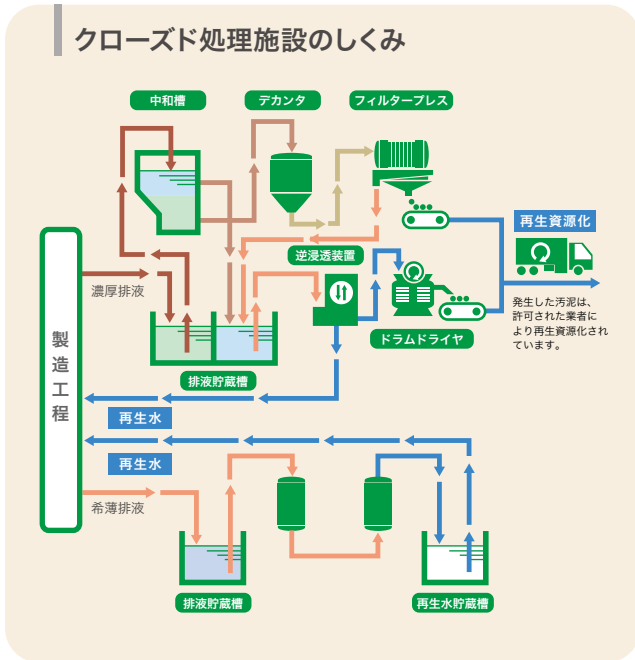 クローズド処理施設のしくみ
中和槽
デカンタ
フィルタープレス
再生資源化
逆浸透装置
濃厚排液
発生した汚泥は、
許可された業者に
より再生資源化され
ています。
ドラムドライヤ
製造工程
排液貯蔵槽
再生水
再生水
希薄排液
排液貯蔵槽
再生水貯蔵槽